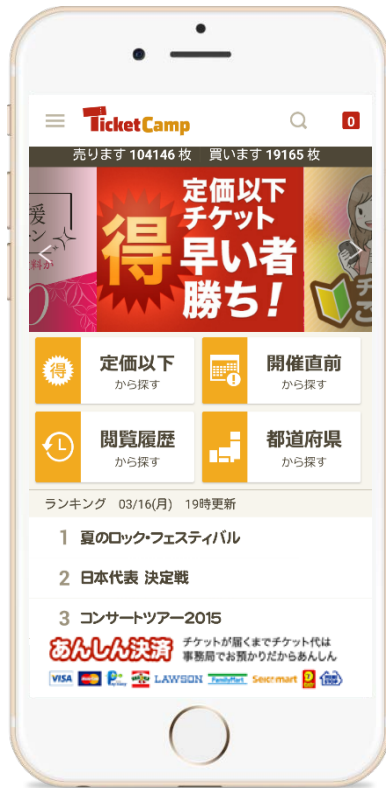 TicketCamp
0
売ります 104146 枚 買います 19165 枚
援
ン
得
定価以下
チケット
早い者
勝ち!
チ
こ
得
定価以下
から探す
開催直前
から探す
閲覧履歴
から探す
都道府県
から探す
ランキング 03/16(月) 19時更新
1 夏のロック・フェスティバル
2 日本代表 決定戦
3 コンサートツアー2015
あんしん決済
チケットが届くまでチケット代は
事務局でお預かりだからあんしん
VISA LAWSON FamilyMart Seicomart